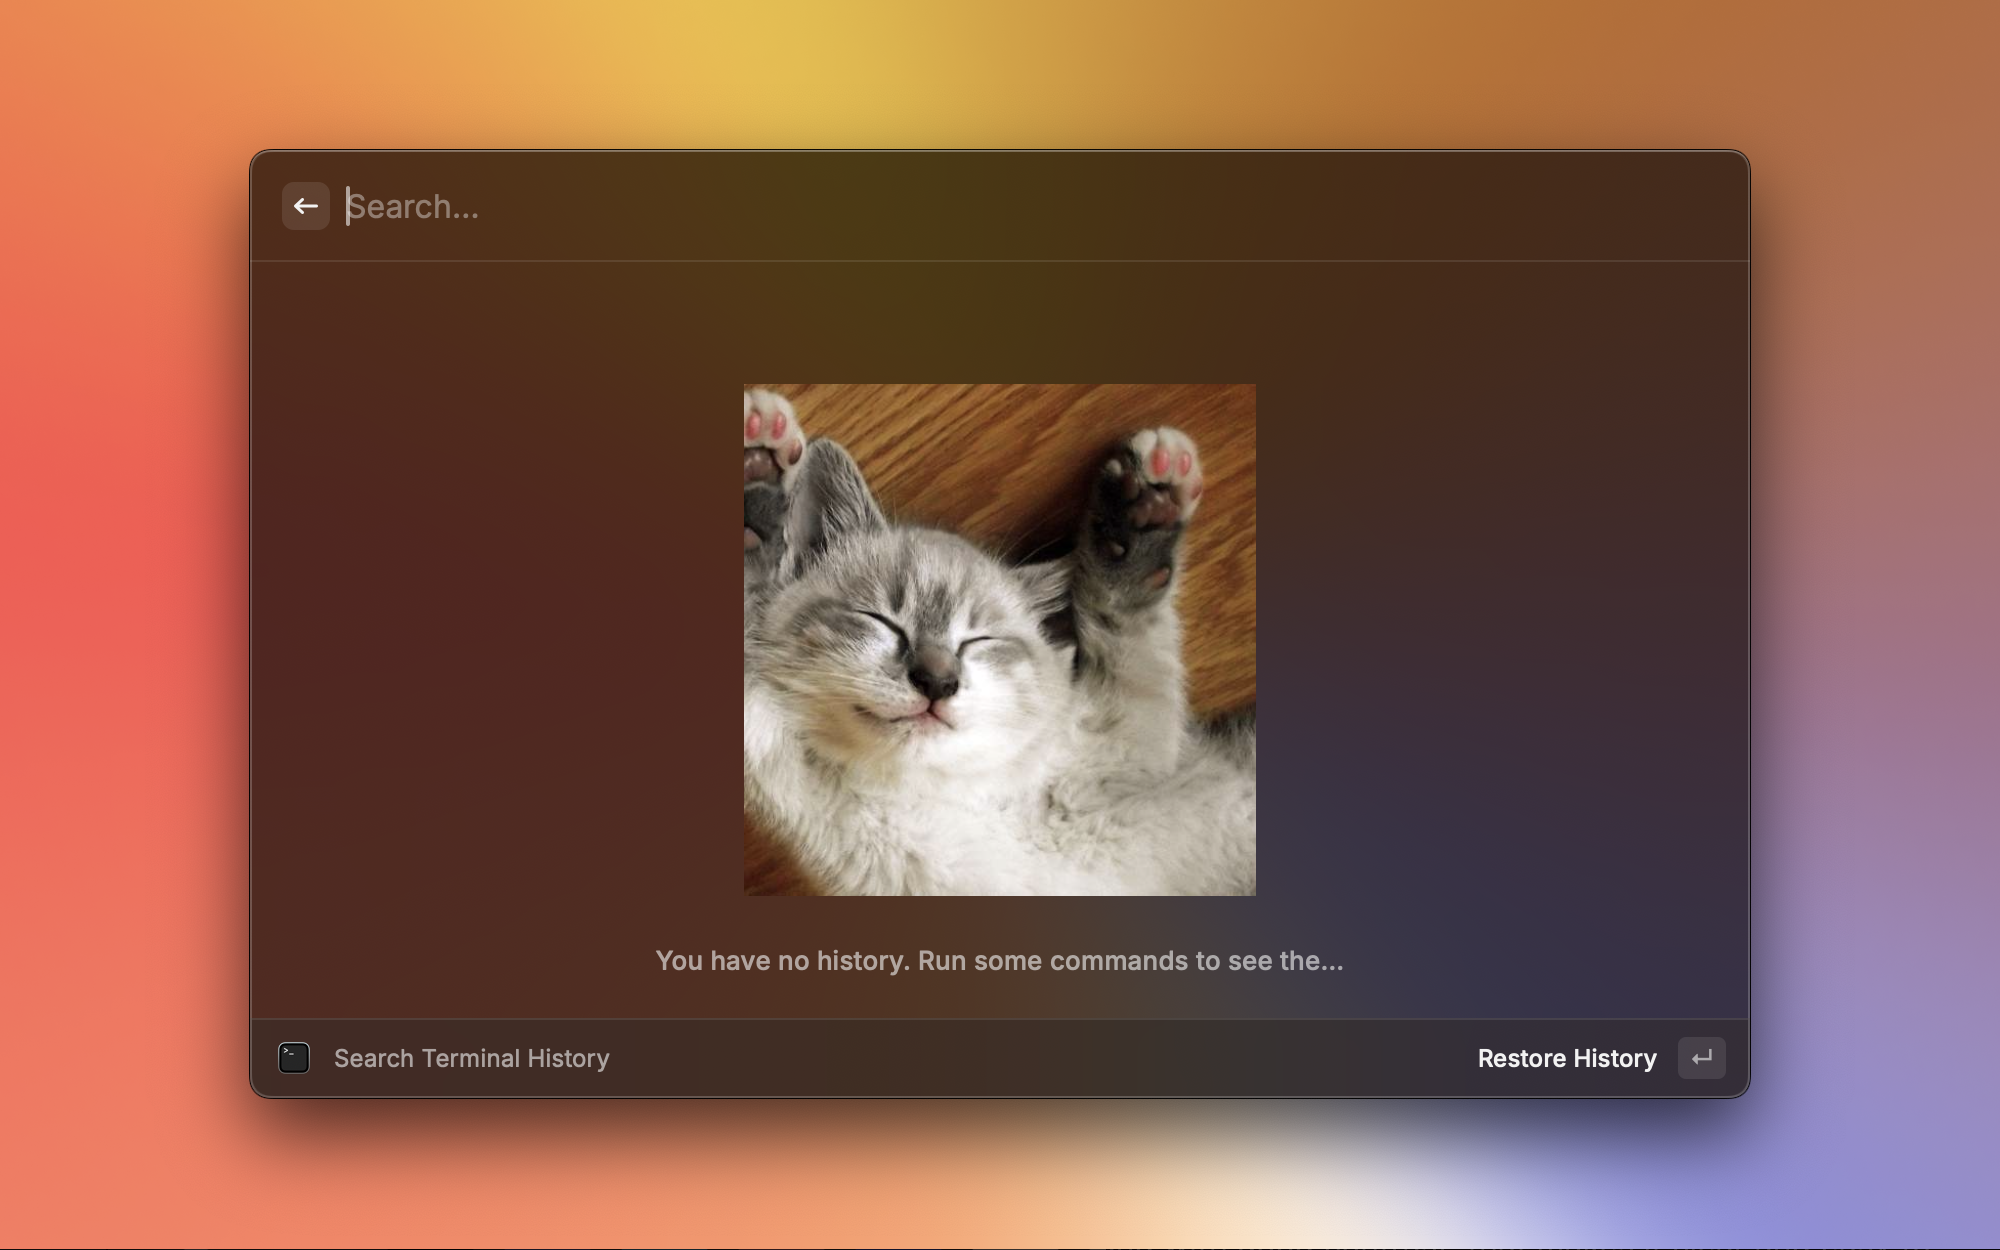 Search...
You have no history. Run some commands to see the...
>_
Search Terminal History
Restore History